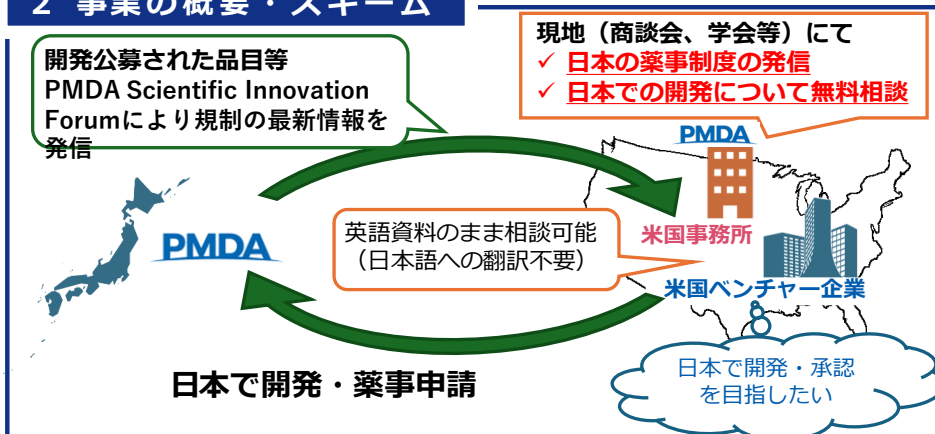 2 事業の概要・スキーム
開発公募された品目等
PMDA Scientific Innovation
Forumにより規制の最新情報を
発信
現地（商談会、学会等）にて
✓ 日本の薬事制度の発信
✓ 日本での開発について無料相談
PMDA
PMDA
英語資料のまま相談可能
（日本語への翻訳不要）
米国事務所
米国ベンチャー企業
日本で開発・承認
を目指したい
日本で開発・薬事申請